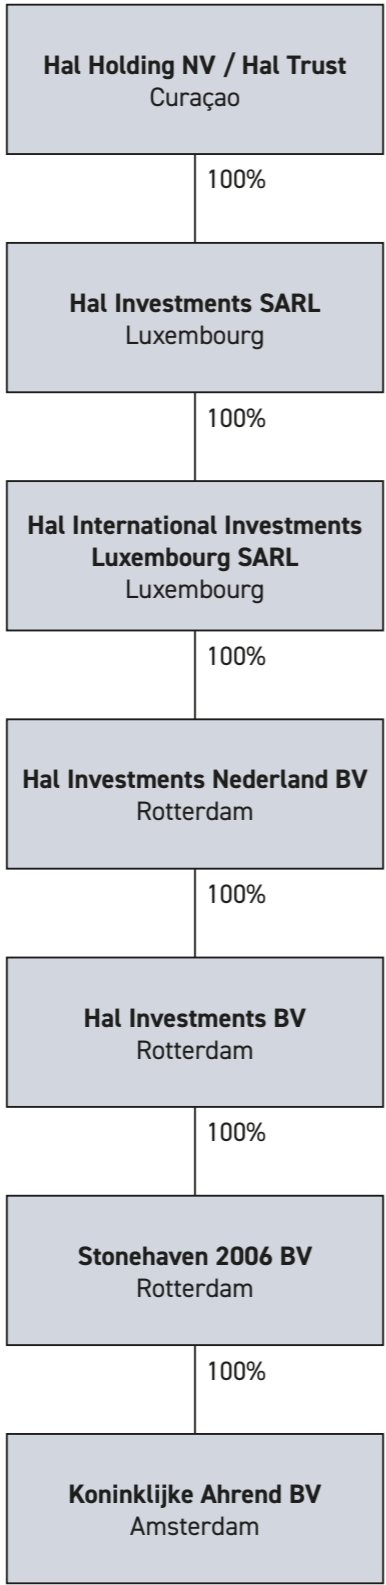 Hal Holding NV / Hal Trust
Curaçao
100%
Hal Investments SARL
Luxembourg
100%
Hal International Investments
Luxembourg SARL
Luxembourg
100%
Hal Investments Nederland BV
Rotterdam
100%
Hal Investments BV
Rotterdam
100%
Stonehaven 2006 BV
Rotterdam
100%
Koninklijke Ahrend BV
Amsterdam